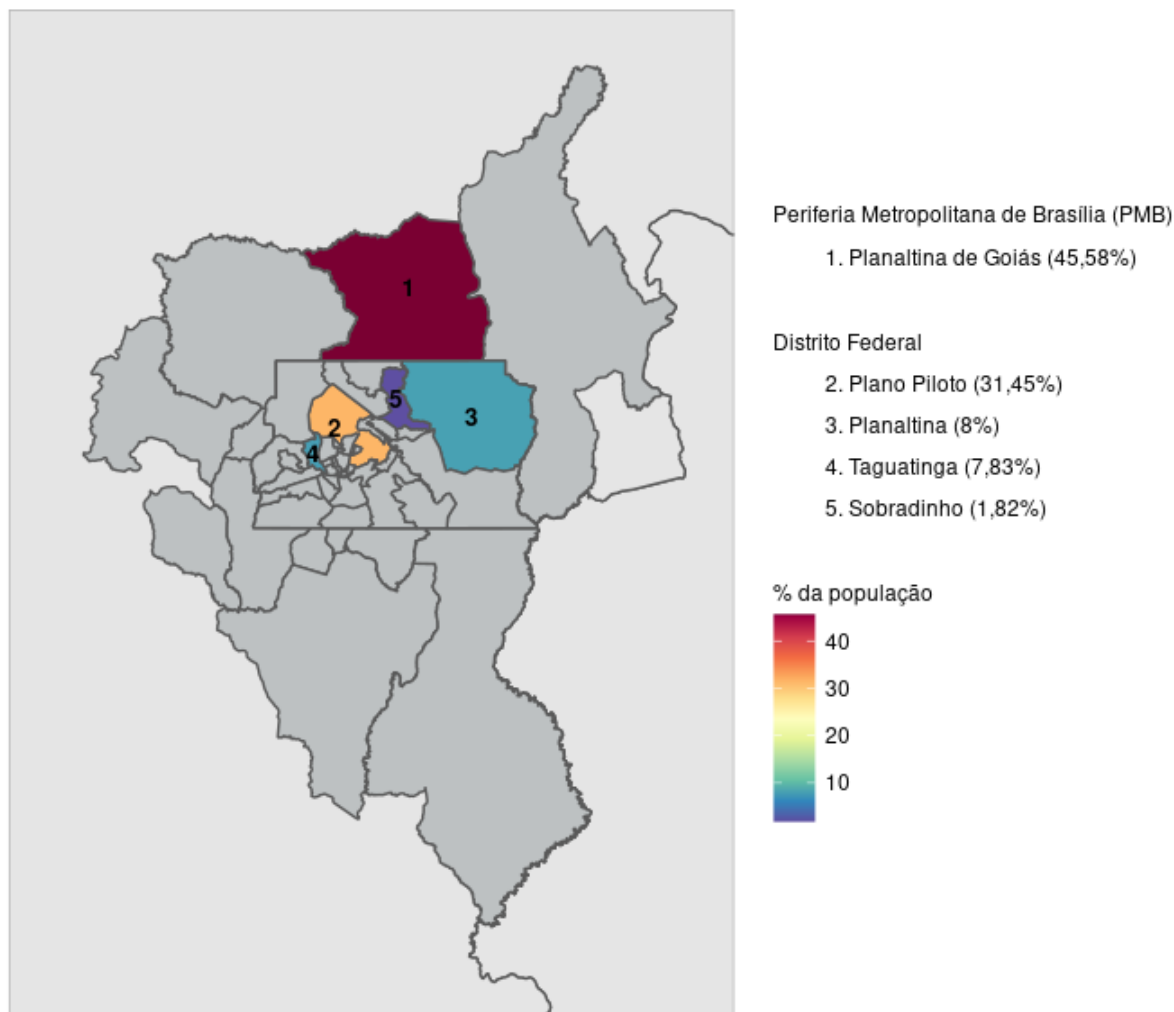 1
5
2
3
4
Periferia Metropolitana de Brasília (PMB)
1. Planaltina de Goiás (45,58%)
Distrito Federal
2. Plano Piloto (31,45%)
3. Planaltina (8%)
4. Taguatinga (7,83%)
5. Sobradinho (1,82%)
% da população
40
30
20
10